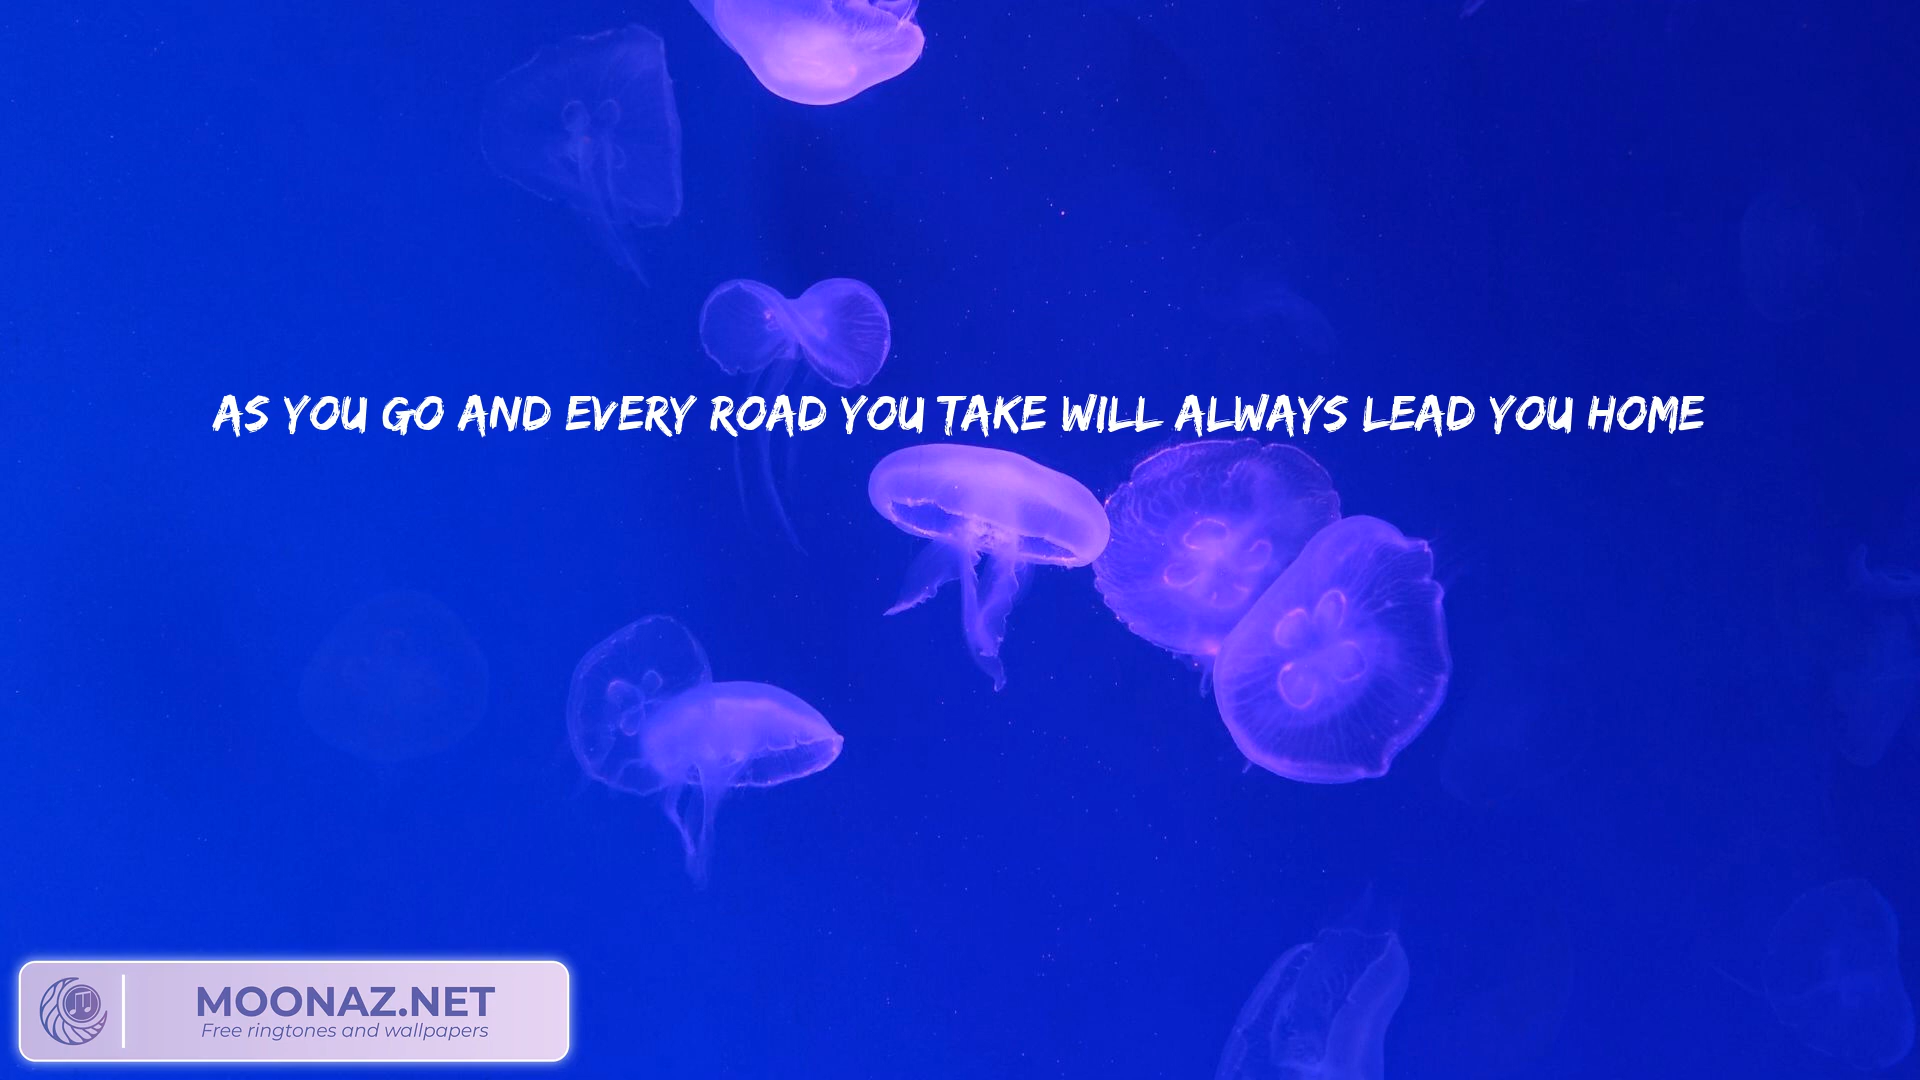 AS YOU GO AND EVERY ROAD YOU TAKE WILL ALWAYS LEAD YOU HOME
MOONAZ.NET
Free ringtones and wallpapers